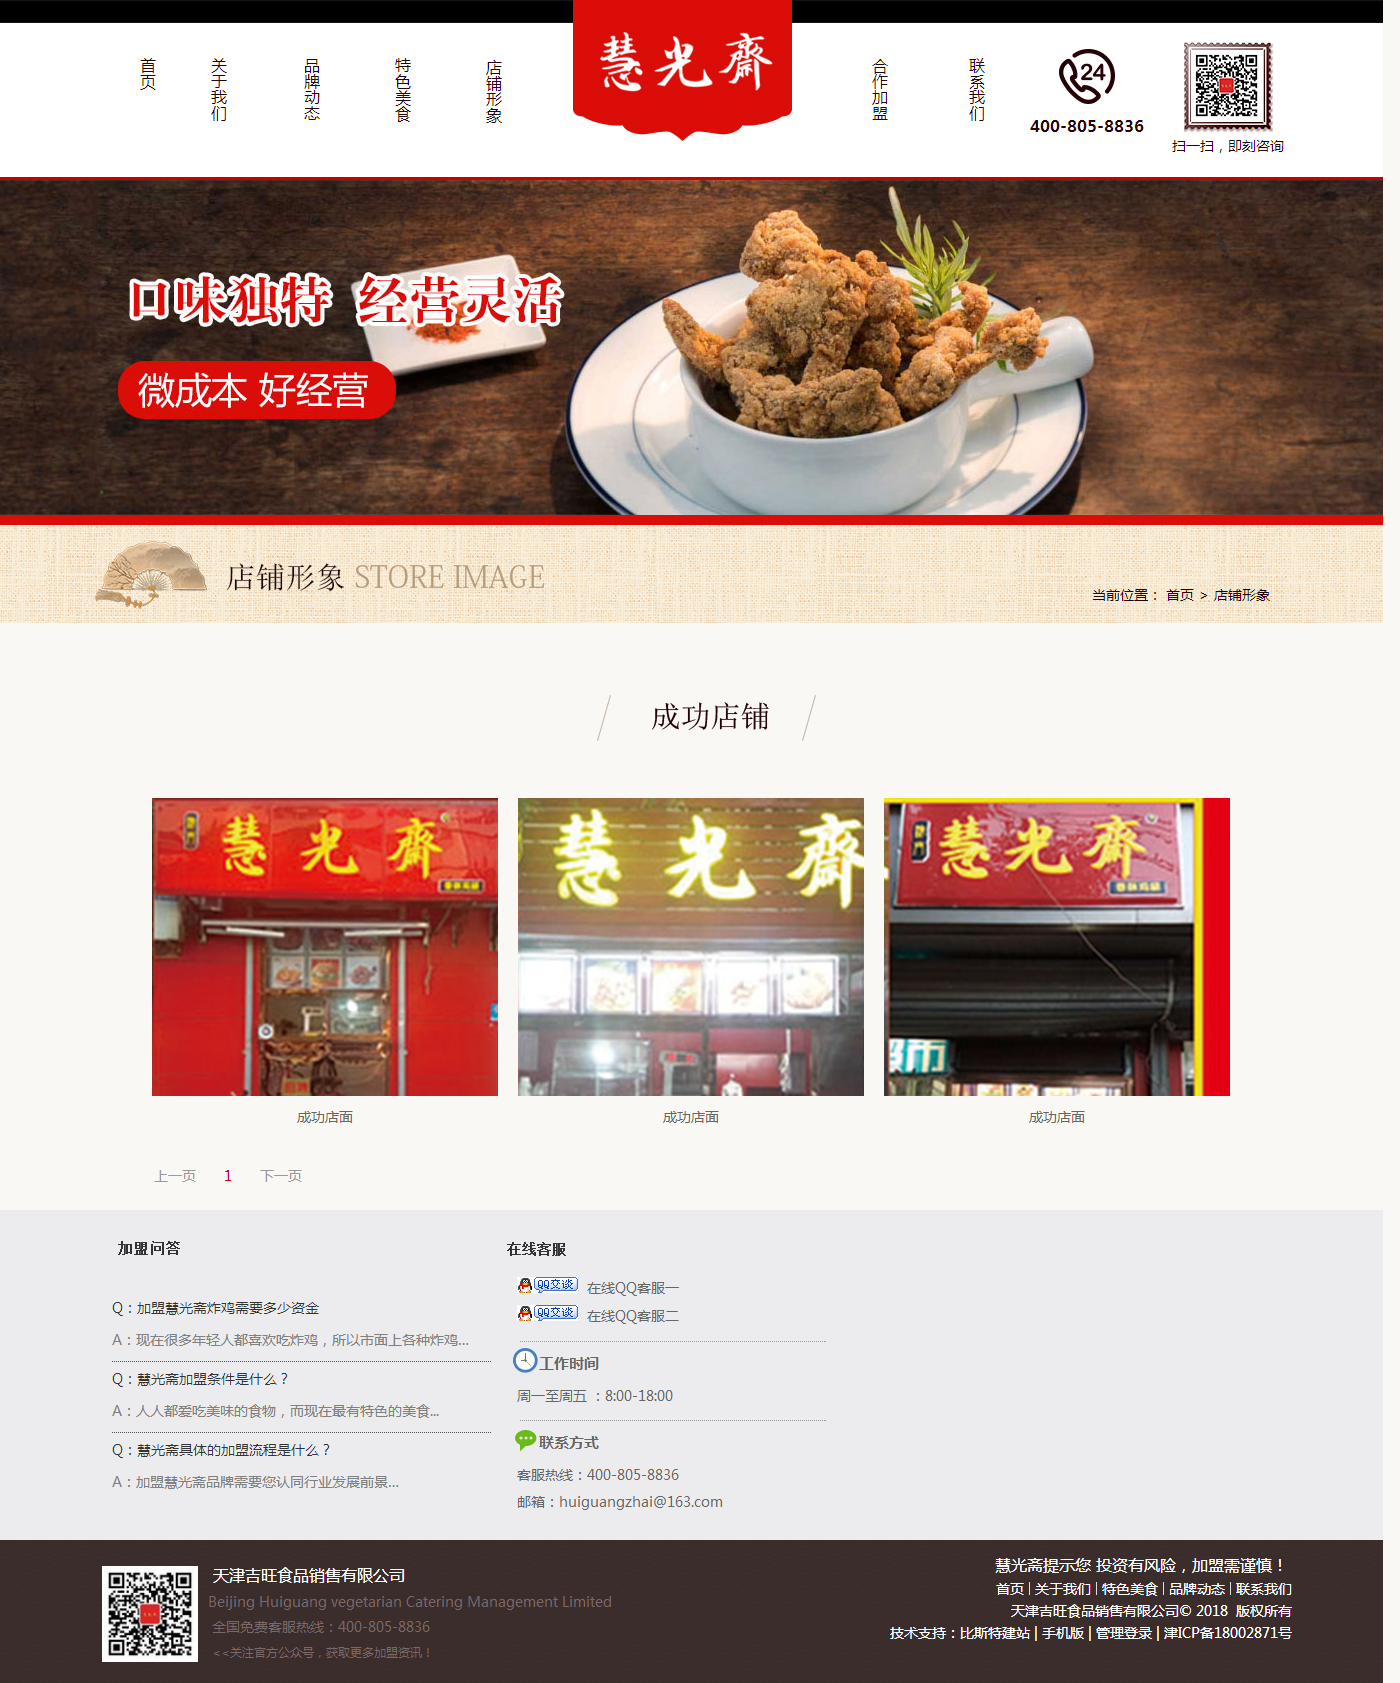 首页
关于我们
品牌动态
特色美食
店铺形象
慧光齋
合作加盟
联系我们
24
400-805-8836
扫一扫，即刻咨询
口味独特 经营灵活
微成本 好经营
店铺形象 STORE IMAGE
当前位置： 首页 > 店铺形象
成功店铺
慧光齋
慧光齋
慧光齋
成功店面
成功店面
成功店面
上一页 1 下一页
加盟问答
Q：加盟慧光斋炸鸡需要多少资金
A：现在很多年轻人都喜欢吃炸鸡，所以市面上各种炸鸡...
Q：慧光斋加盟条件是什么？
A：人人都爱吃美味的食物，而现在最有特色的美食...
Q：慧光斋具体的加盟流程是什么？
A：加盟慧光斋品牌需要您认同行业发展前景...
在线客服
QQ交谈 在线QQ客服一
QQ交谈 在线QQ客服二
工作时间
周一至周五 ：8:00-18:00
联系方式
客服热线：400-805-8836
邮箱：huiguangzhai@163.com
天津吉旺食品销售有限公司
Beijing Huiguang vegetarian Catering Management Limited
全国免费客服热线：400-805-8836
<<关注官方公众号，获取更多加盟资讯！
慧光斋提示您 投资有风险，加盟需谨慎！
首页 | 关于我们 | 特色美食 | 品牌动态 | 联系我们
天津吉旺食品销售有限公司© 2018 版权所有
技术支持：比斯特建站 | 手机版 | 管理登录 | 津ICP备18002871号